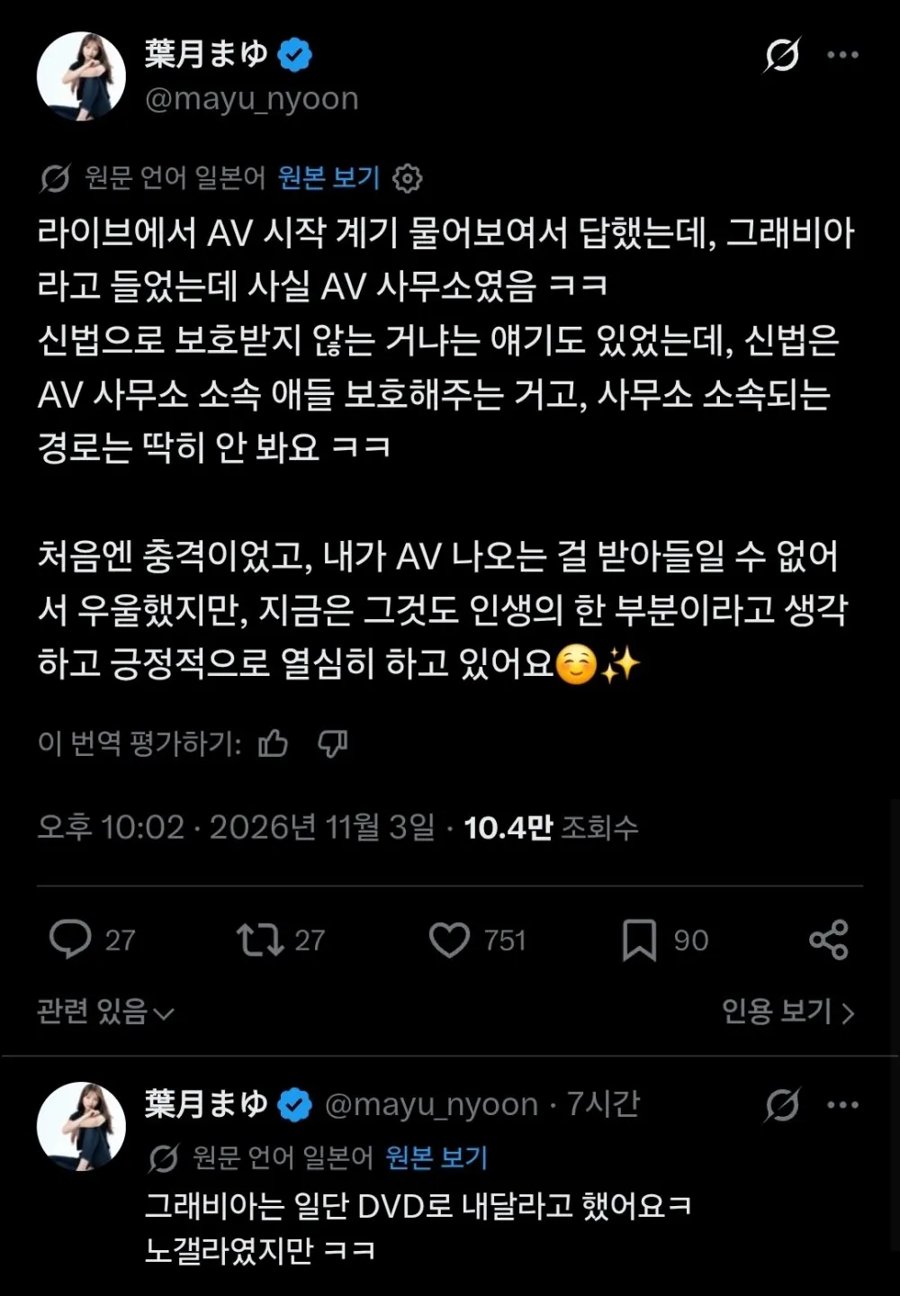 葉月まゆ
@mayu_nyoon
원문 언어 일본어 원본 보기
라이브에서 AV 시작 계기 물어보여서 답했는데, 그래비아
라고 들었는데 사실 AV 사무소였음 ㅋㅋ
신법으로 보호받지 않는 거냐는 얘기도 있었는데, 신법은
AV 사무소 소속 애들 보호해주는 거고, 사무소 소속되는
경로는 딱히 안 봐요 ㅋㅋ
처음엔 충격이었고, 내가 AV 나오는 걸 받아들일 수 없어
서 우울했지만, 지금은 그것도 인생의 한 부분이라고 생각
하고 긍정적으로 열심히 하고 있어요☺️✨
이 번역 평가하기:
오후 10:02 · 2026년 11월 3일 · 10.4만 조회수
27 27 751 90
관련 있음 인용 보기
葉月まゆ @mayu_nyoon · 7시간
원문 언어 일본어 원본 보기
그래비아는 일단 DVD로 내달라고 했어요ㅋ
노갤라였지만 ㅋㅋ